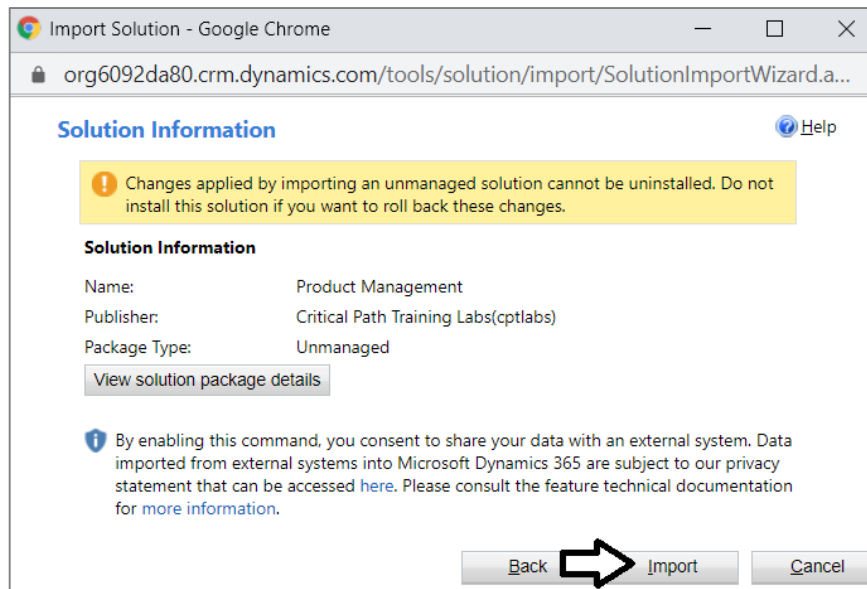 Import Solution - Google Chrome
org6092da80.crm.dynamics.com/tools/solution/import/SolutionImportWizard.a...
Solution Information
Help
Changes applied by importing an unmanaged solution cannot be uninstalled. Do not
install this solution if you want to roll back these changes.
Solution Information
Name: Product Management
Publisher: Critical Path Training Labs(cptlabs)
Package Type: Unmanaged
View solution package details
By enabling this command, you consent to share your data with an external system. Data
imported from external systems into Microsoft Dynamics 365 are subject to our privacy
statement that can be accessed here. Please consult the feature technical documentation
for more information.
Back Import Cancel